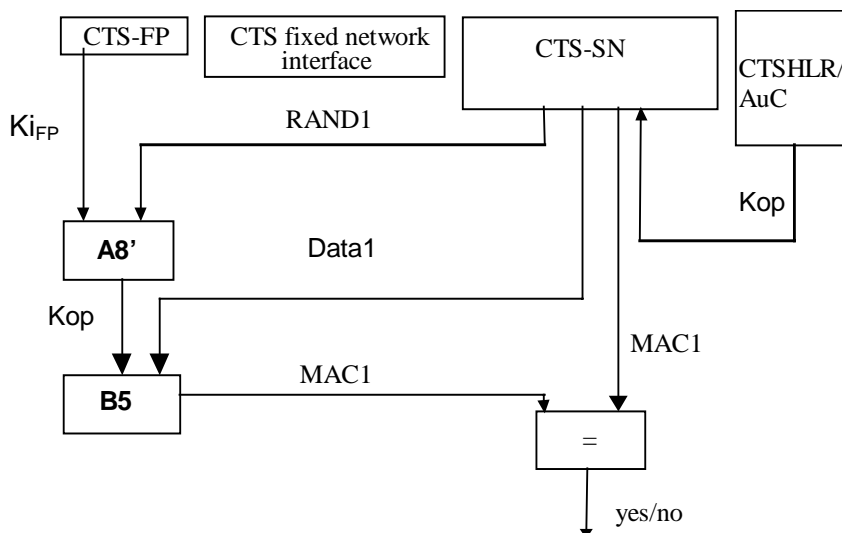 CTS-FP
CTS fixed network
interface
CTS-SN
CTSHLR/
AuC
KiFP
RAND1
Kop
A8’
Data1
Kop
MAC1
MAC1
B5
=
yes/no